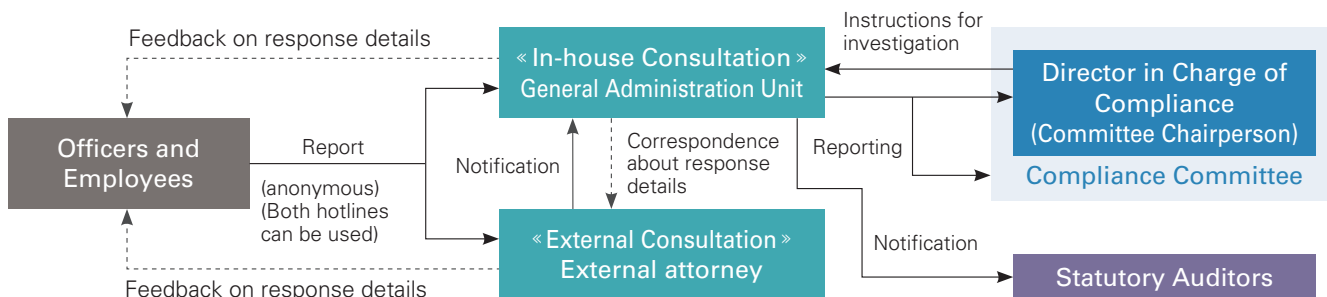 Feedback on response details
Officers and
Employees
Report
(anonymous)
(Both hotlines
can be used)
Feedback on response details
« In-house Consultation »
General Administration Unit
Notification
Correspondence
about response
details
« External Consultation »
External attorney
Instructions for
investigation
Reporting
Notification
Director in Charge of
Compliance
(Committee Chairperson)
Compliance Committee
Statutory Auditors